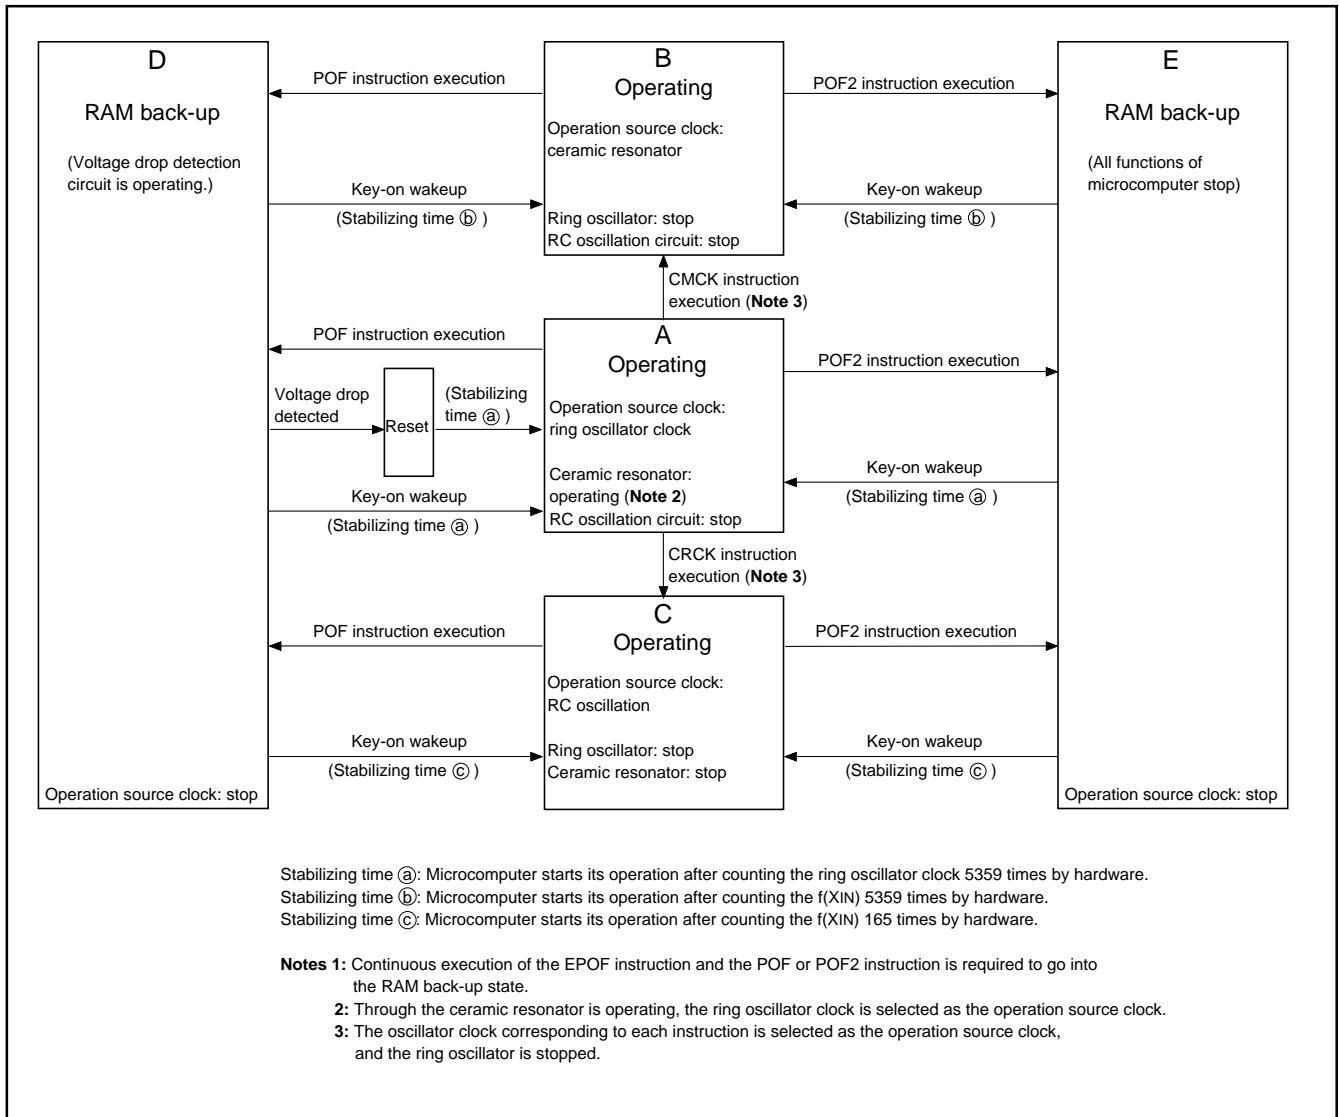 D
RAM back-up
(Voltage drop detection
circuit is operating.)
Operation source clock: stop
POF instruction execution
Key-on wakeup
(Stabilizing time ⓑ )
B
Operating
Operation source clock:
ceramic resonator
Ring oscillator: stop
RC oscillation circuit: stop
POF2 instruction execution
Key-on wakeup
(Stabilizing time ⓑ )
E
RAM back-up
(All functions of
microcomputer stop)
Operation source clock: stop
CMCK instruction
execution (Note 3)
POF instruction execution
Voltage drop
detected
Reset
(Stabilizing
time ⓐ )
Key-on wakeup
(Stabilizing time ⓐ )
A
Operating
Operation source clock:
ring oscillator clock
Ceramic resonator:
operating (Note 2)
RC oscillation circuit: stop
POF2 instruction execution
Key-on wakeup
(Stabilizing time ⓐ )
CRCK instruction
execution (Note 3)
POF instruction execution
Key-on wakeup
(Stabilizing time ⓒ )
C
Operating
Operation source clock:
RC oscillation
Ring oscillator: stop
Ceramic resonator: stop
POF2 instruction execution
Key-on wakeup
(Stabilizing time ⓒ )
Stabilizing time ⓐ: Microcomputer starts its operation after counting the ring oscillator clock 5359 times by hardware.
Stabilizing time ⓑ: Microcomputer starts its operation after counting the f(XIN) 5359 times by hardware.
Stabilizing time ⓒ: Microcomputer starts its operation after counting the f(XIN) 165 times by hardware.
Notes 1: Continuous execution of the EPOF instruction and the POF or POF2 instruction is required to go into
the RAM back-up state.
2: Through the ceramic resonator is operating, the ring oscillator clock is selected as the operation source clock.
3: The oscillator clock corresponding to each instruction is selected as the operation source clock,
and the ring oscillator is stopped.